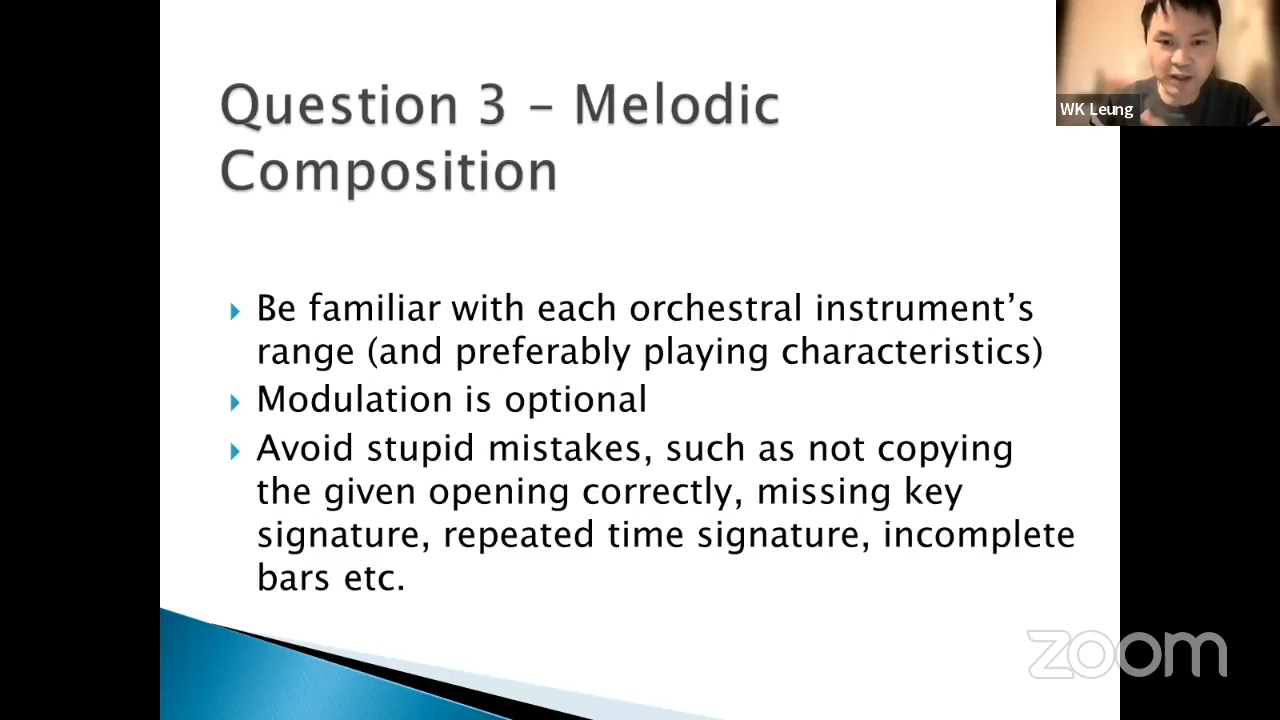 Question 3 – Melodic
Composition
WK Leung
Be familiar with each orchestral instrument’s
range (and preferably playing characteristics)
Modulation is optional
Avoid stupid mistakes, such as not copying
the given opening correctly, missing key
signature, repeated time signature, incomplete
bars etc.
zoom